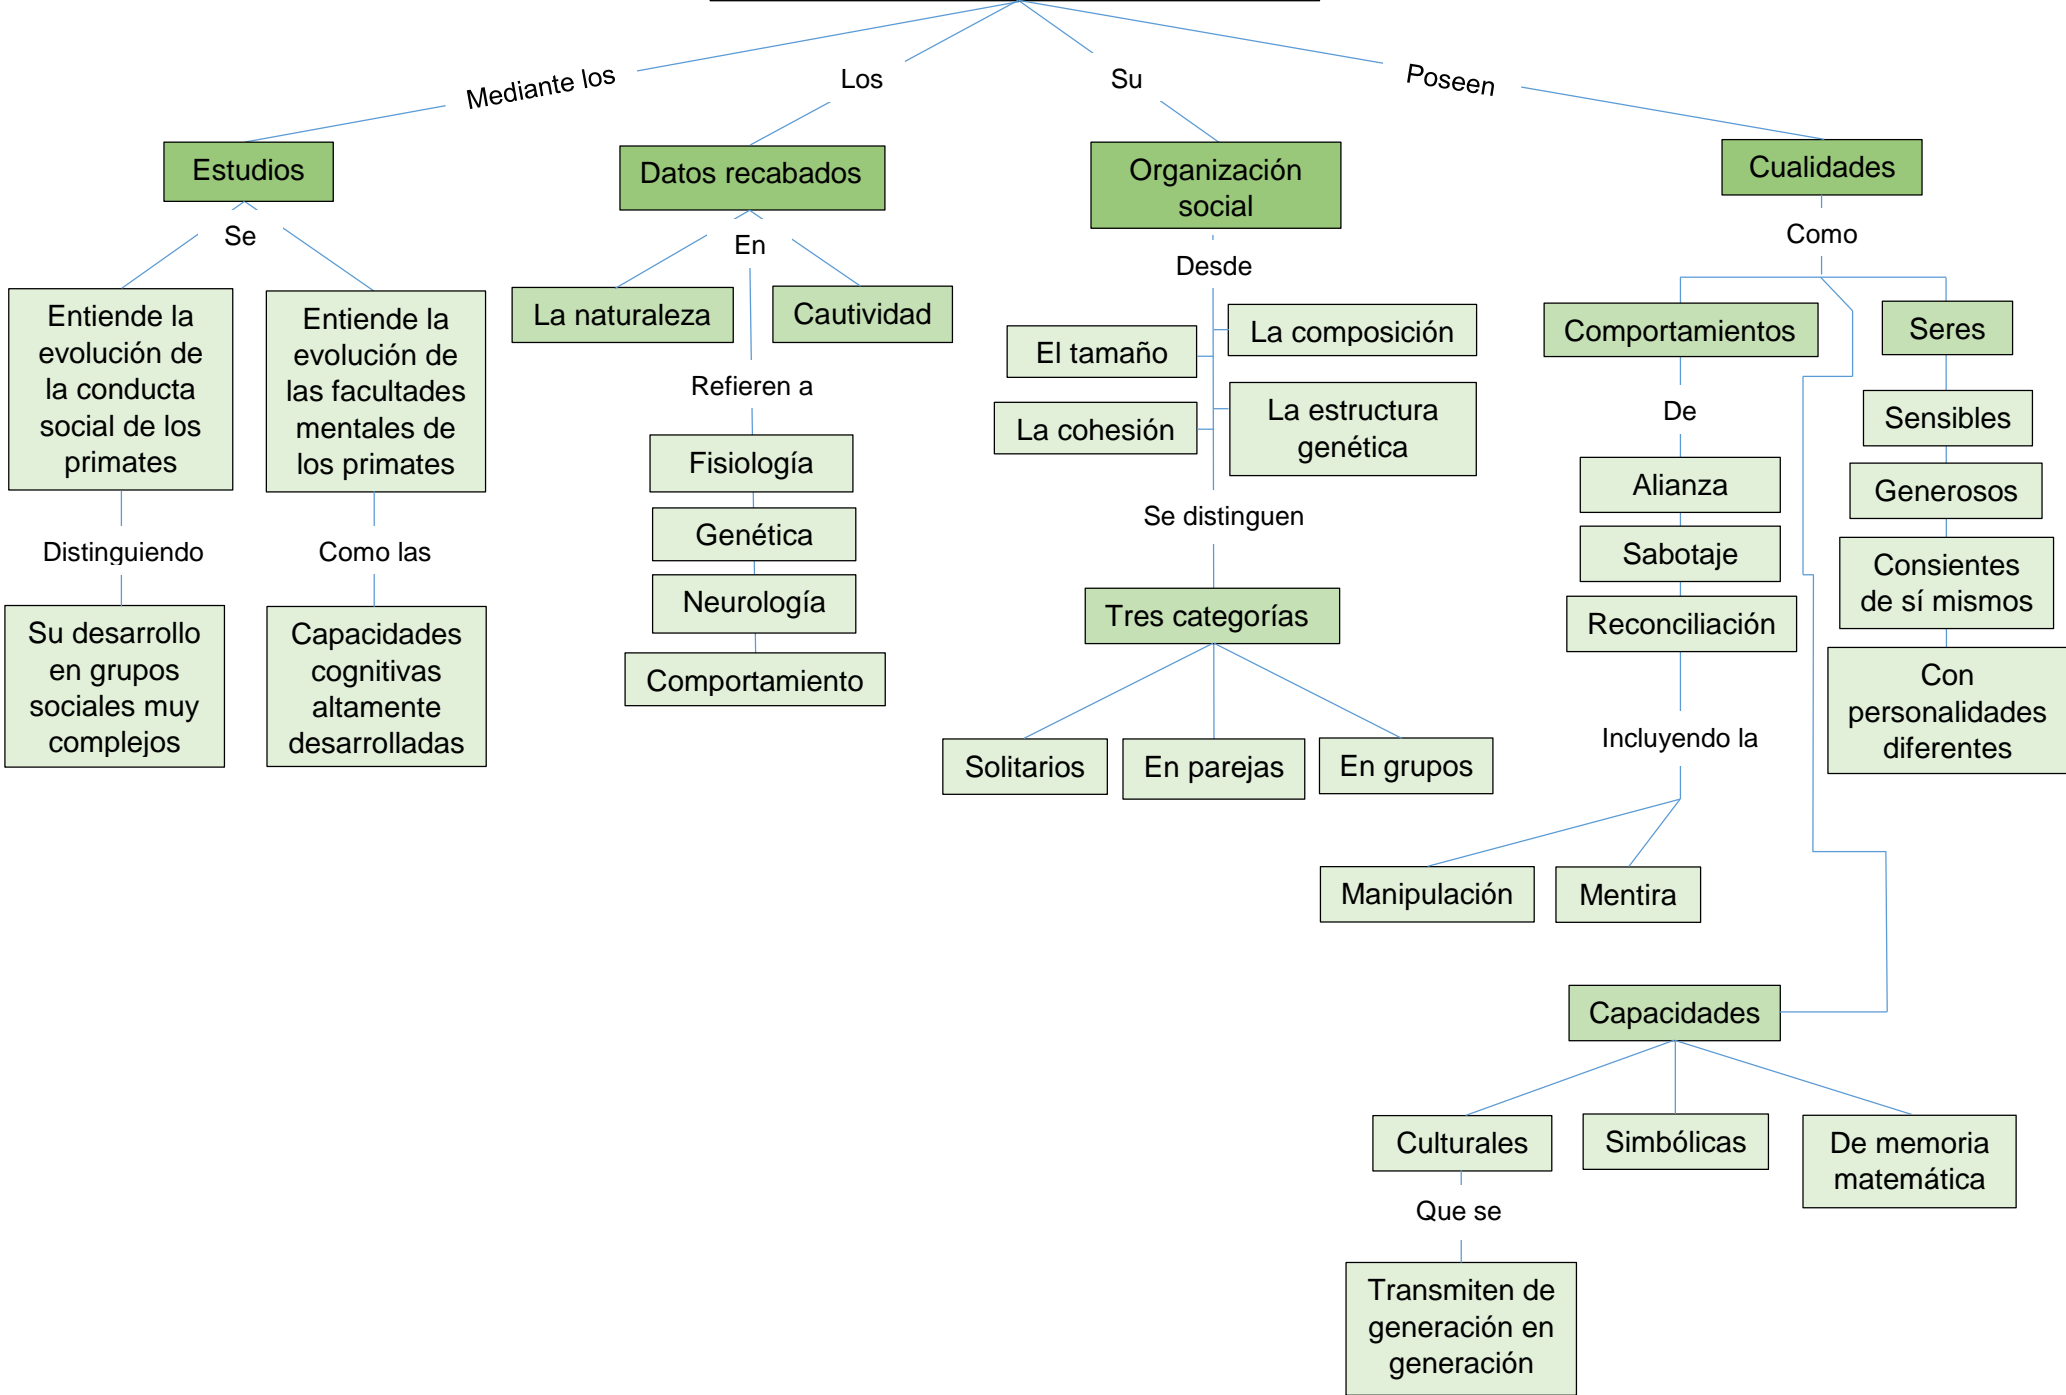 Mediante los
Los
Su
Poseen
Estudios
Datos recabados
Organización
social
Cualidades
Se
En
Desde
Como
Entiende la
evolución de
la conducta
social de los
primates
Entiende la
evolución de
las facultades
mentales de
los primates
La naturaleza
Cautividad
Refieren a
El tamaño
La composición
La cohesión
La estructura
genética
Comportamientos
Seres
De
Sensibles
Generosos
Consientes
de sí mismos
Con
personalidades
diferentes
Distinguiendo
Como las
Su desarrollo
en grupos
sociales muy
complejos
Capacidades
cognitivas
altamente
desarrolladas
Fisiología
Genética
Neurología
Comportamiento
Se distinguen
Tres categorías
Solitarios
En parejas
En grupos
Alianza
Sabotaje
Reconciliación
Incluyendo la
Manipulación
Mentira
Capacidades
Culturales
Simbólicas
De memoria
matemática
Que se
Transmiten de
generación en
generación